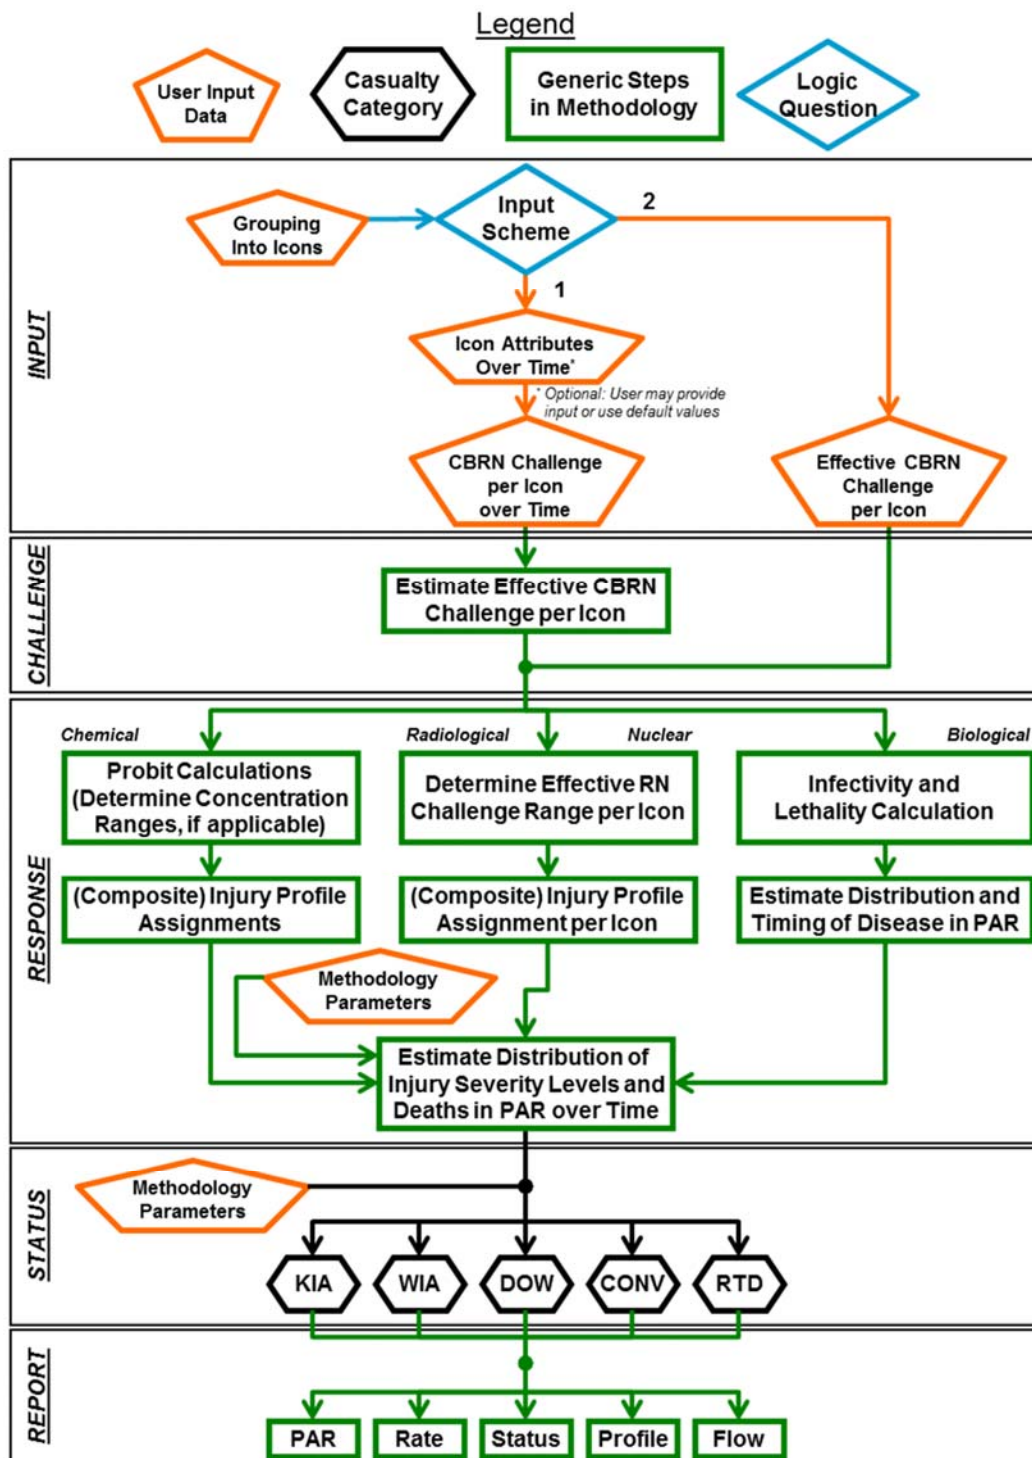 Legend
User Input
Data
Casualty
Category
Generic Steps
in Methodology
Logic
Question
INPUT
Grouping
Into Icons
Input
Scheme
2
1
Icon Attributes
Over Time*
* Optional: User may provide
input or use default values
CBRN Challenge
per Icon
over Time
Effective CBRN
Challenge
per Icon
CHALLENGE
Estimate Effective CBRN
Challenge per Icon
RESPONSE
Chemical
Radiological
Nuclear
Biological
Probit Calculations
(Determine Concentration
Ranges, if applicable)
Determine Effective RN
Challenge Range per Icon
Infectivity and
Lethality Calculation
(Composite) Injury Profile
Assignments
(Composite) Injury Profile
Assignment per Icon
Estimate Distribution and
Timing of Disease in PAR
Methodology
Parameters
Estimate Distribution of
Injury Severity Levels and
Deaths in PAR over Time
STATUS
Methodology
Parameters
KIA
WIA
DOW
CONV
RTD
REPORT
PAR
Rate
Status
Profile
Flow